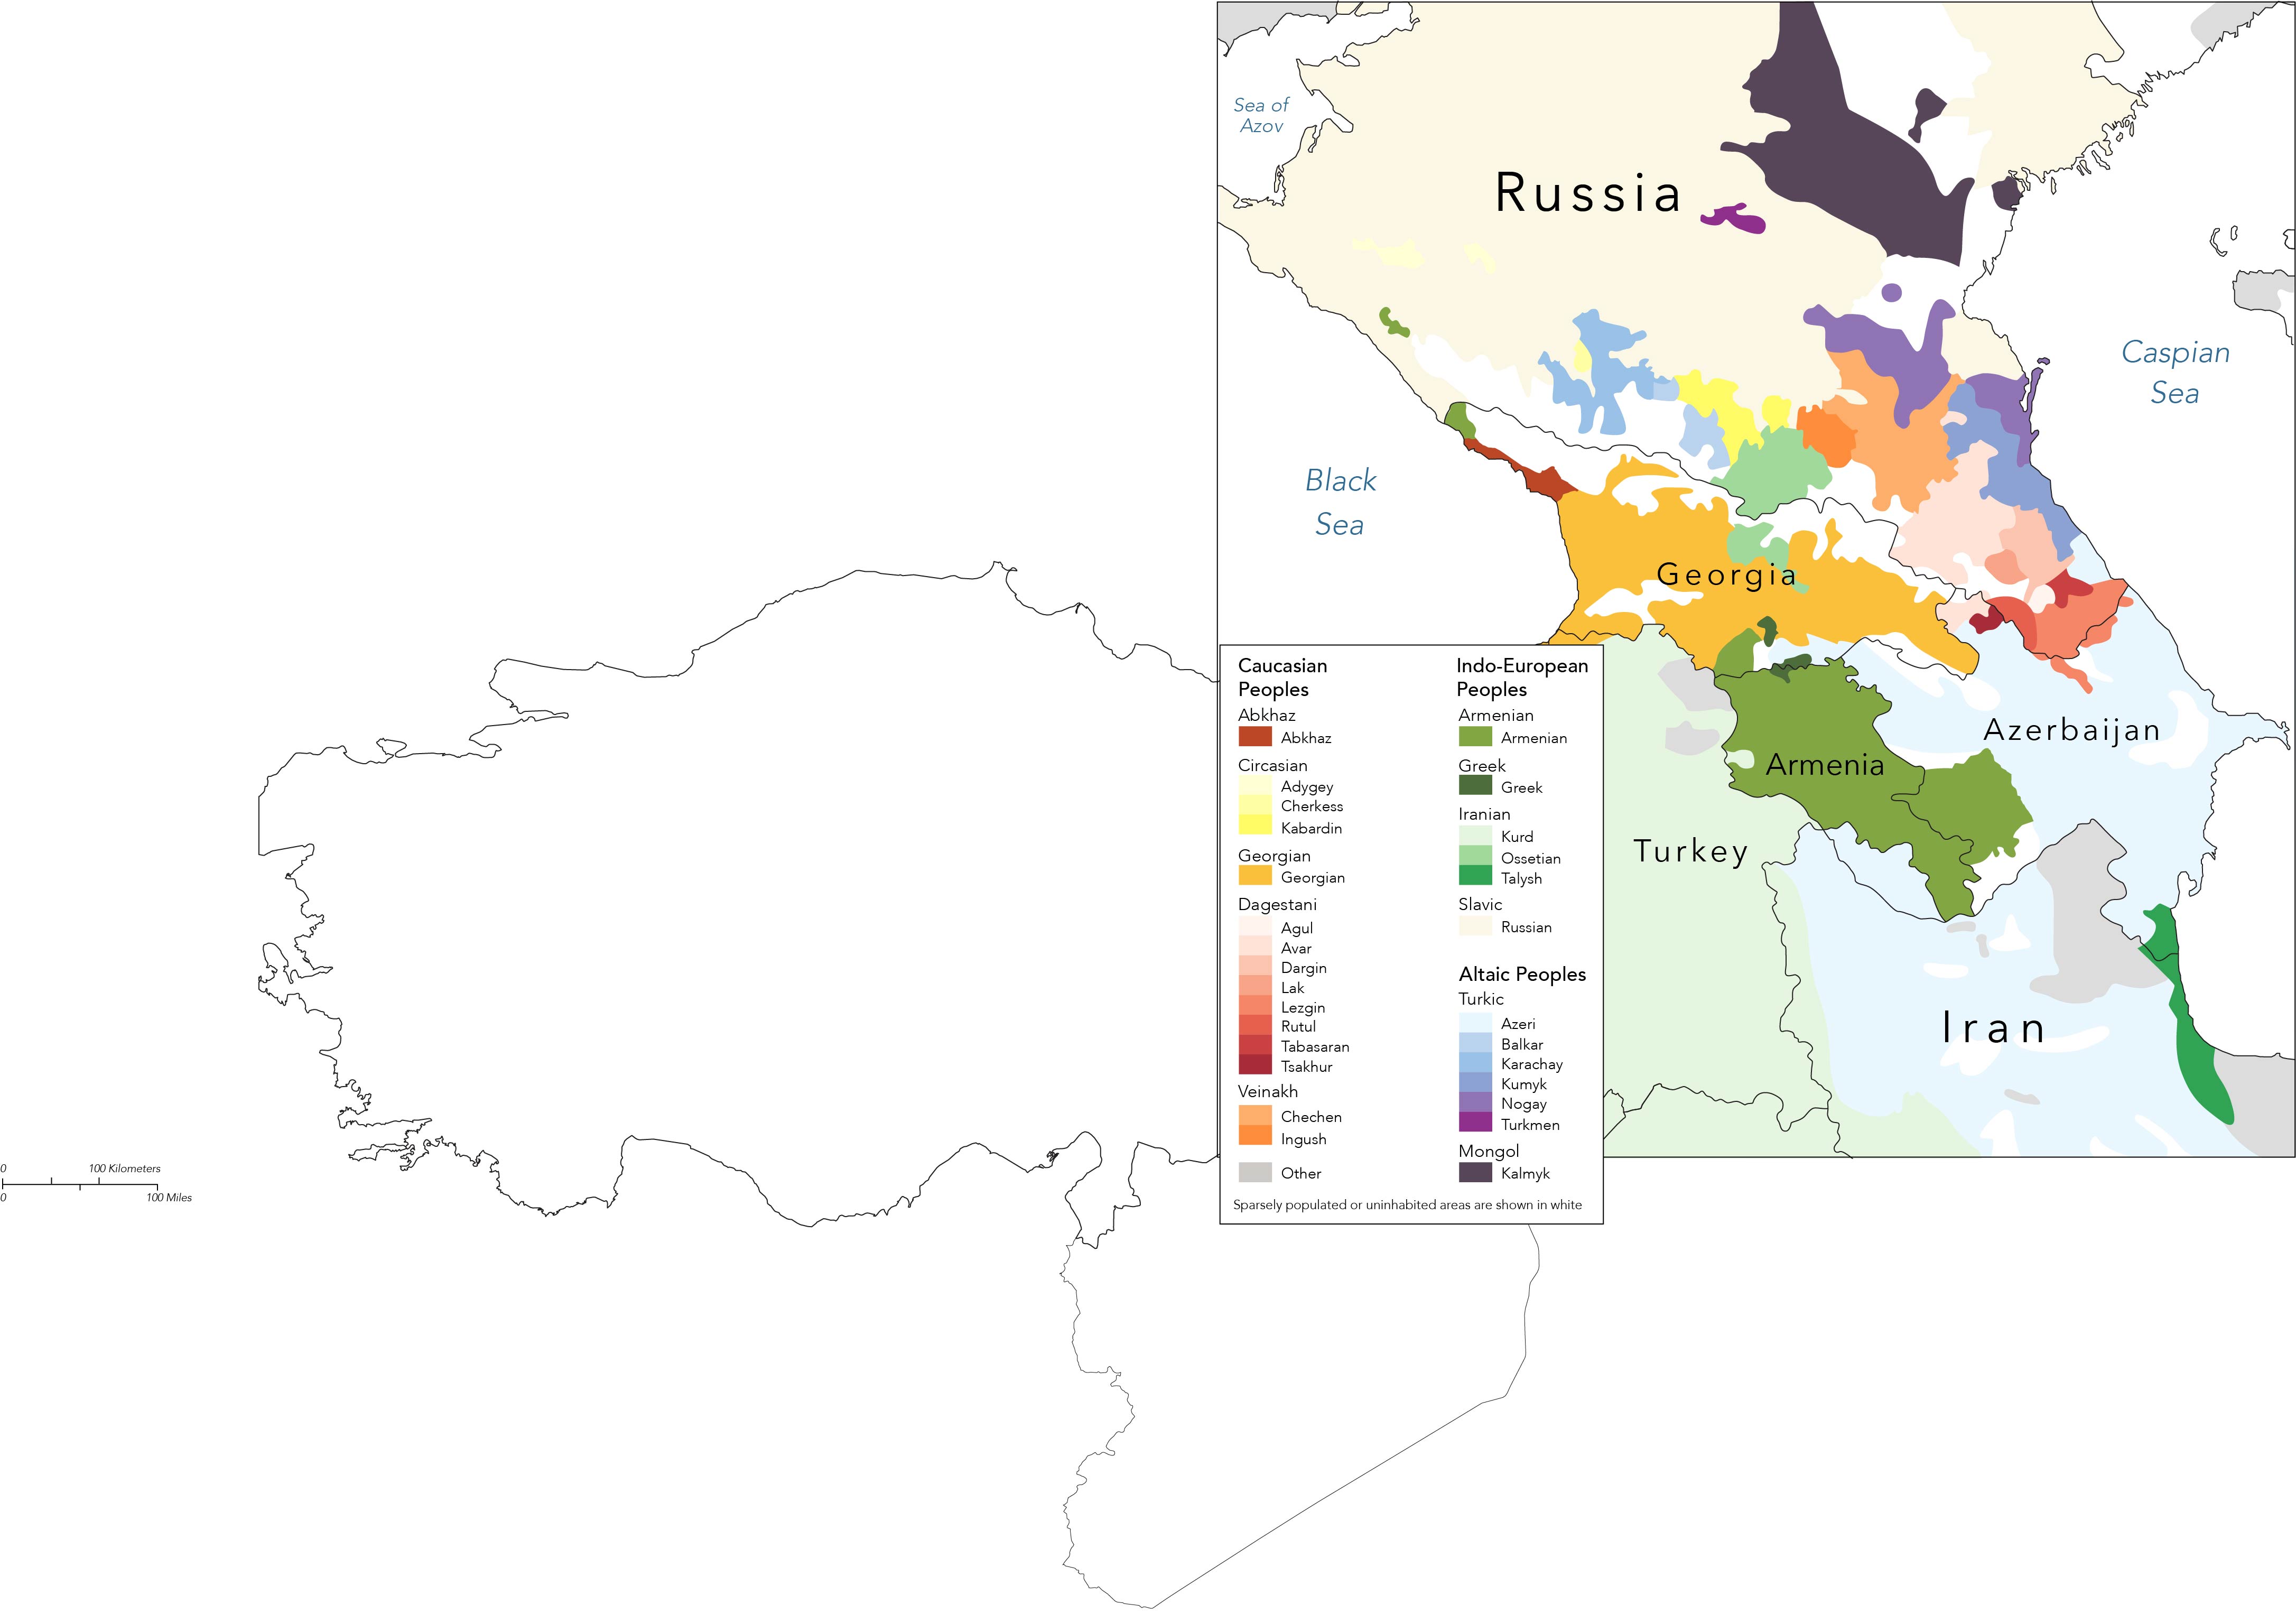 Sea of
Azov
Russia
Caspian
Sea
Black
Sea
Georgia
Azerbaijan
Armenia
Turkey
Iran
Caucasian
Peoples
Abkhaz
Abkhaz
Circasian
Adygey
Cherkess
Kabardin
Georgian
Georgian
Dagestani
Agul
Avar
Dargin
Lak
Lezgin
Rutul
Tabasaran
Tsakhur
Veinakh
Chechen
Ingush
Other
Indo-European
Peoples
Armenian
Armenian
Greek
Greek
Iranian
Kurd
Ossetian
Talysh
Slavic
Russian
Altaic Peoples
Turkic
Azeri
Balkar
Karachay
Kumyk
Nogay
Turkmen
Mongol
Kalmyk
Sparsely populated or uninhabited areas are shown in white
0 100 Kilometers
0 100 Miles